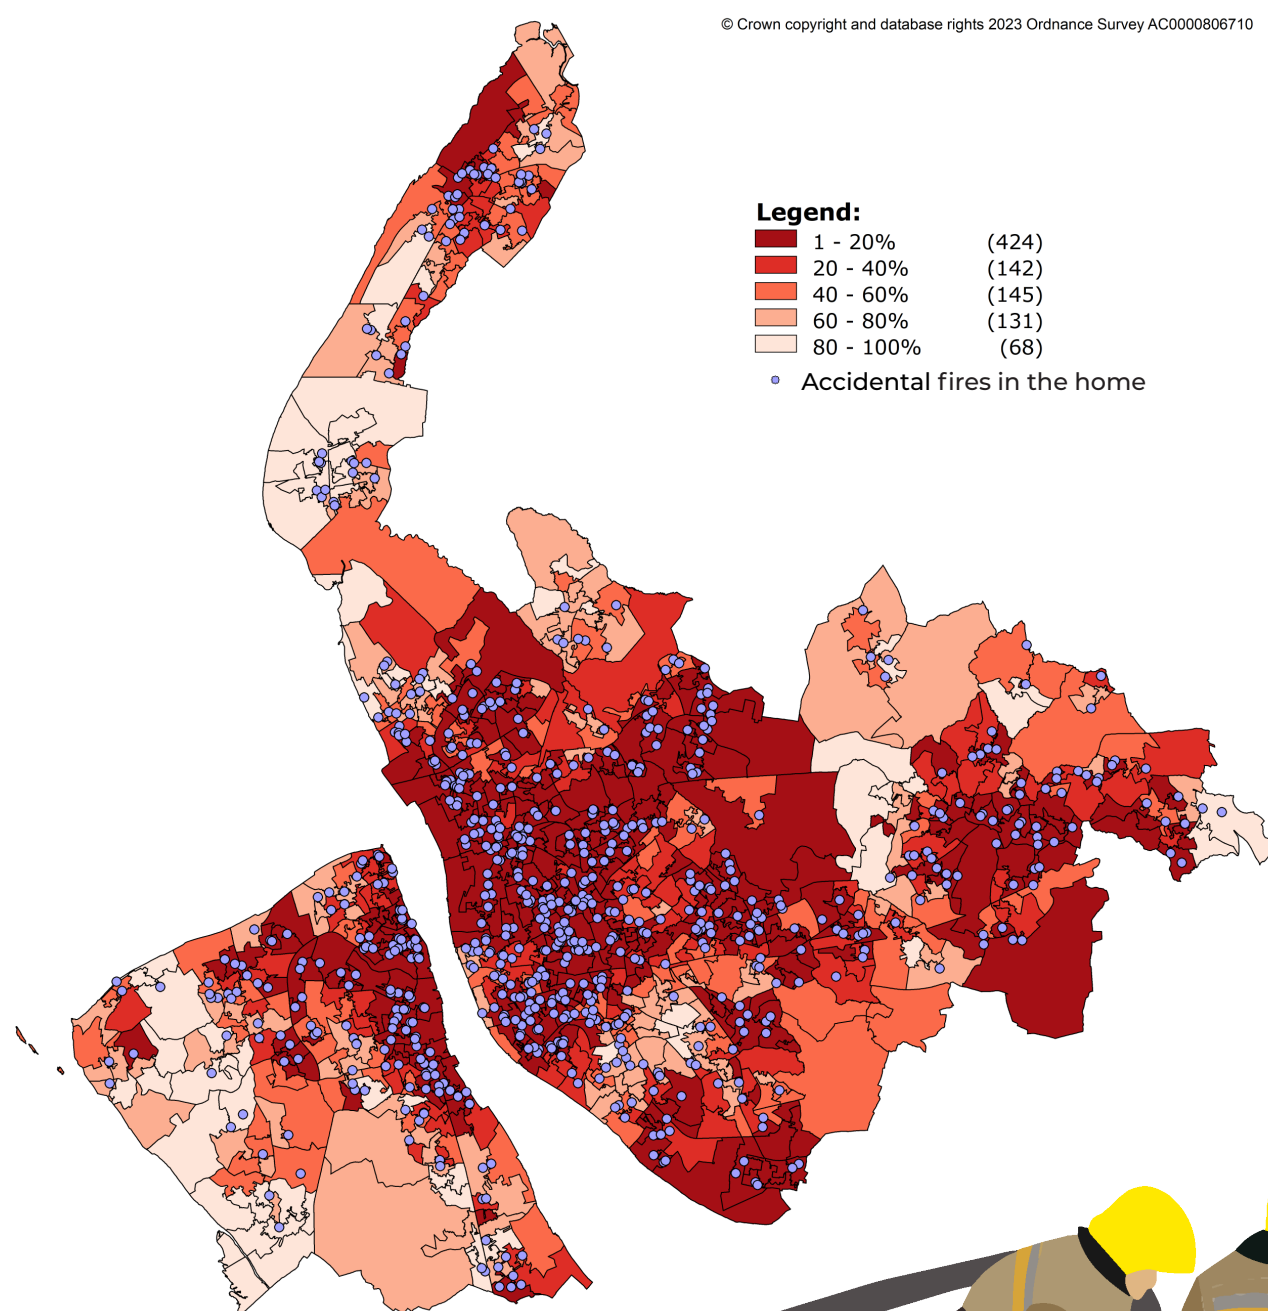 © Crown copyright and database rights 2023 Ordnance Survey AC0000806710
Legend:
1 - 20% (424)
20 - 40% (142)
40 - 60% (145)
60 - 80% (131)
80 - 100% (68)
Accidental fires in the home